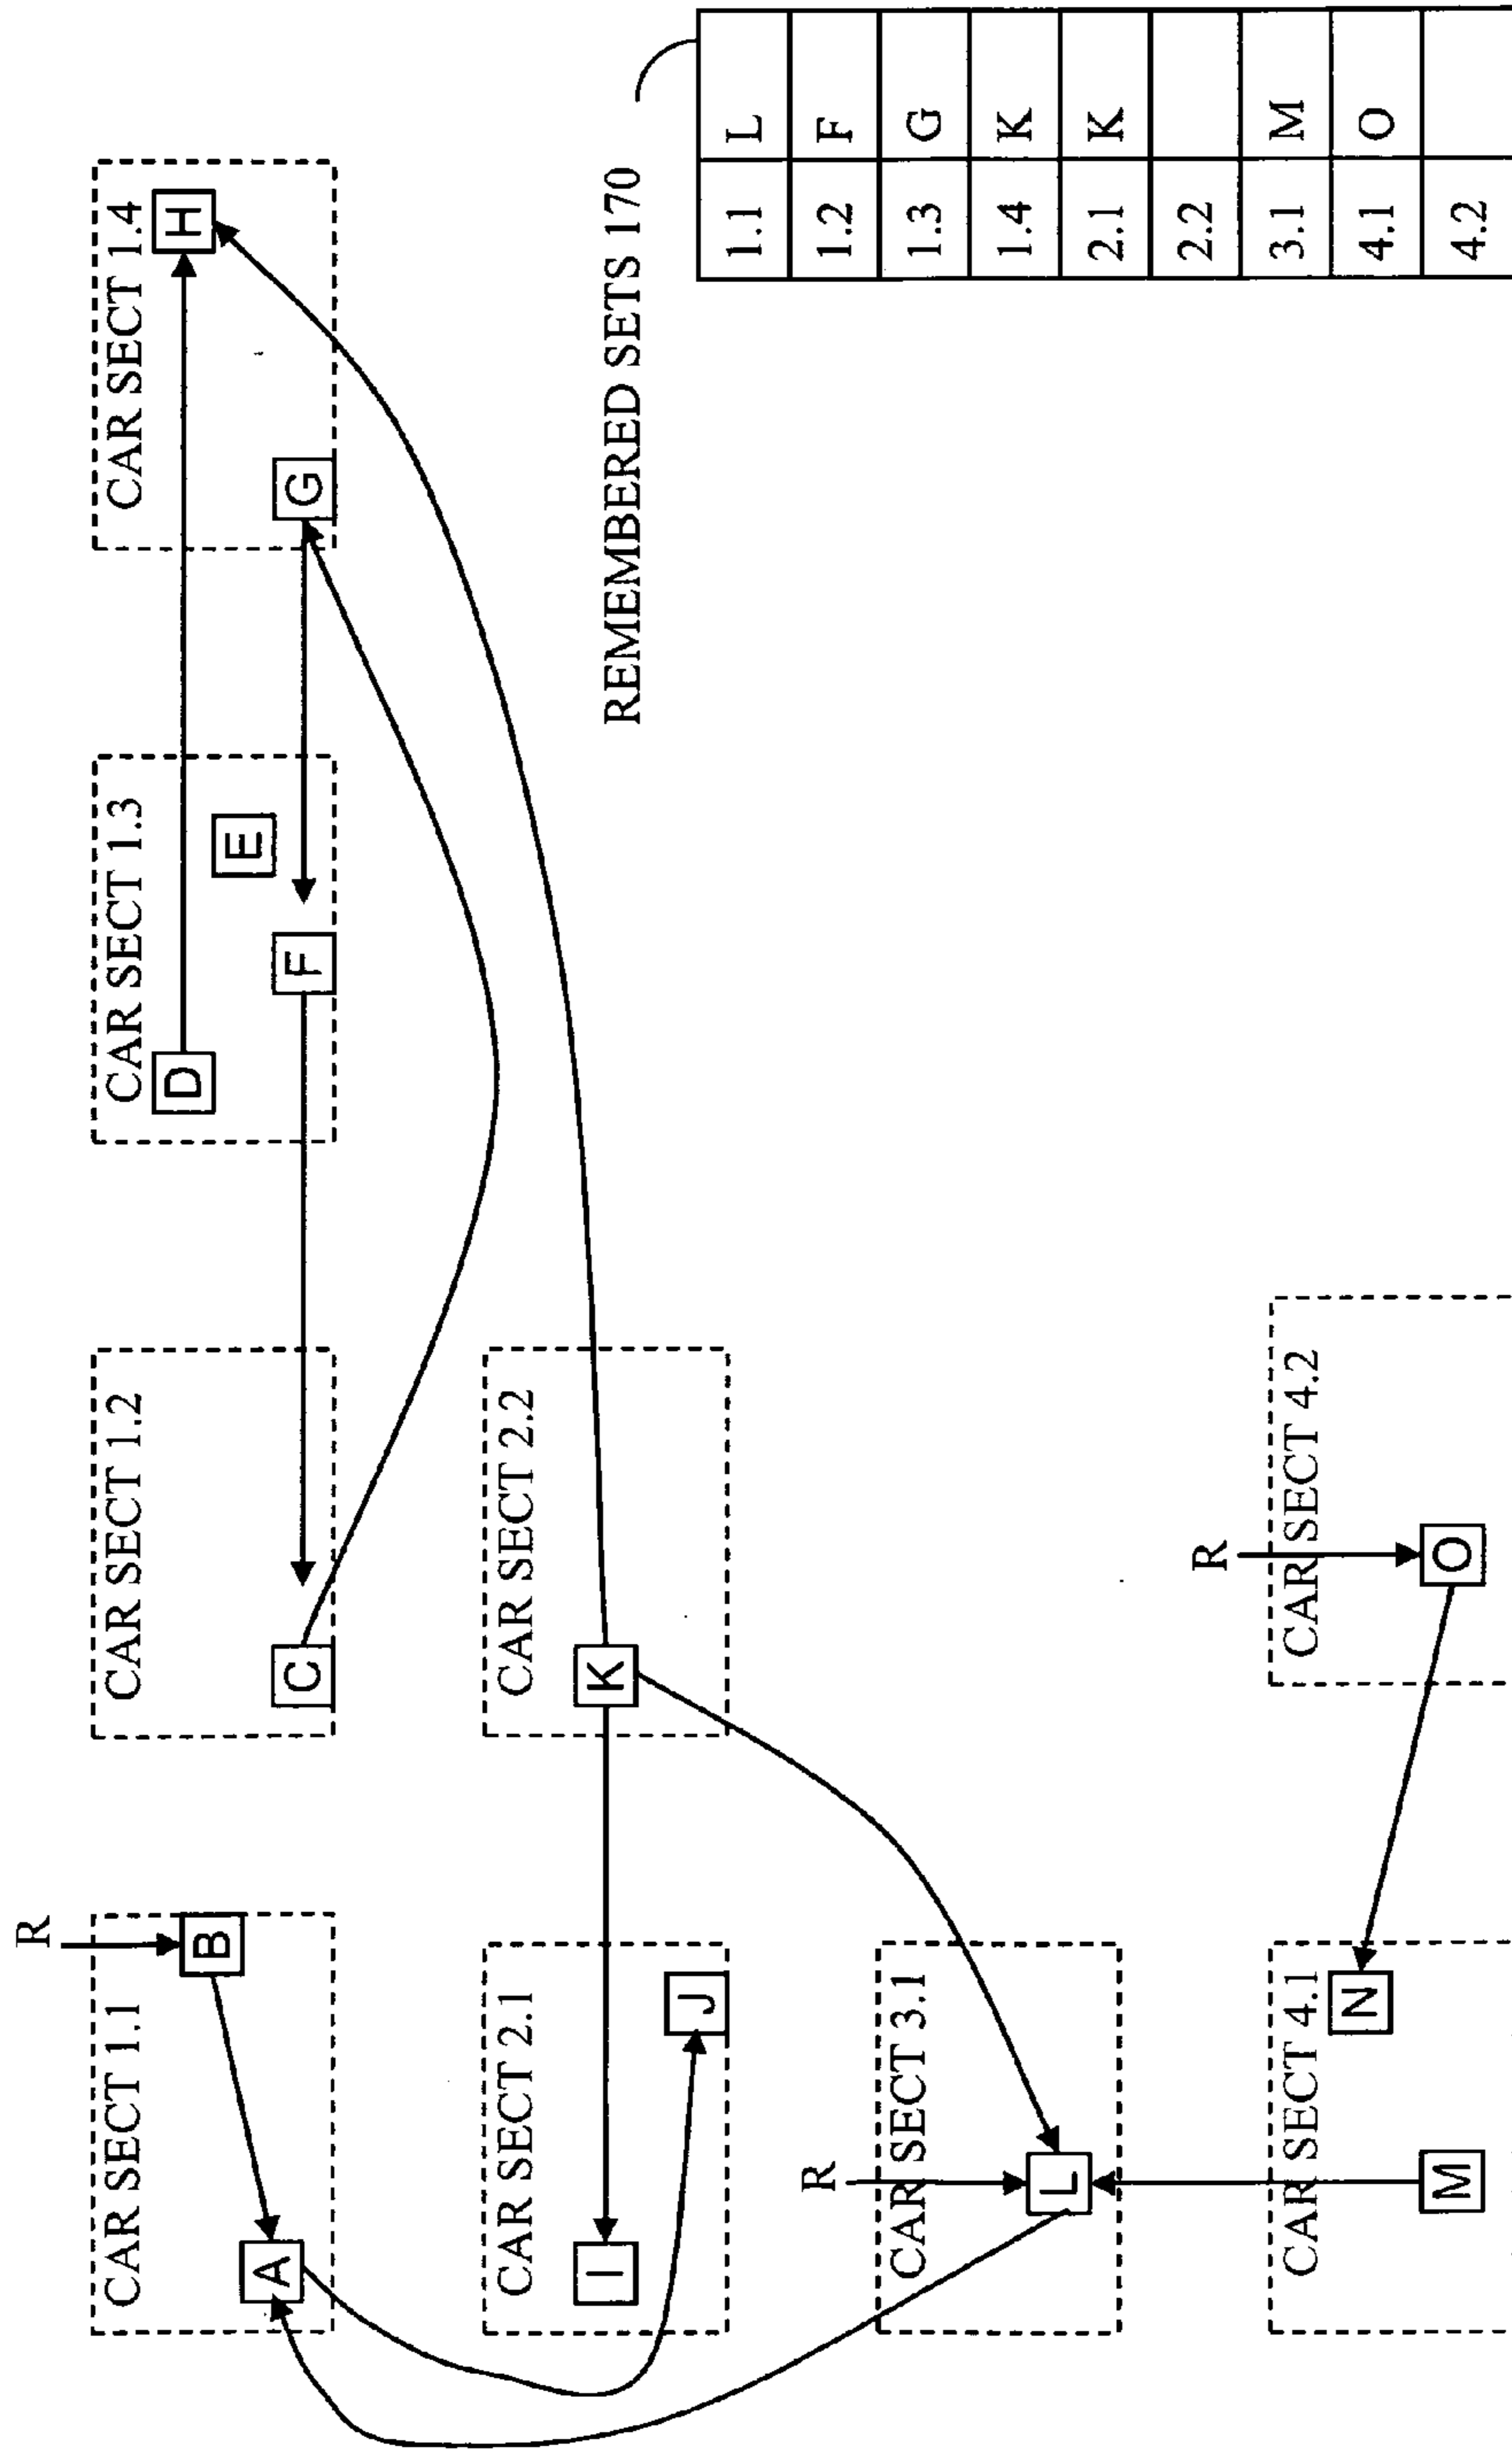 R
CAR SECT 1.1
B
A
CAR SECT 1.2
C
CAR SECT 1.3
D
E
F
CAR SECT 1.4
H
G
CAR SECT 2.1
I
J
CAR SECT 2.2
K
R
CAR SECT 3.1
L
CAR SECT 4.1
N
M
R
CAR SECT 4.2
O
REMEMBERED SETS 170
1.1 L
1.2 F
1.3 G
1.4 K
2.1 K
2.2
3.1 M
4.1 O
4.2